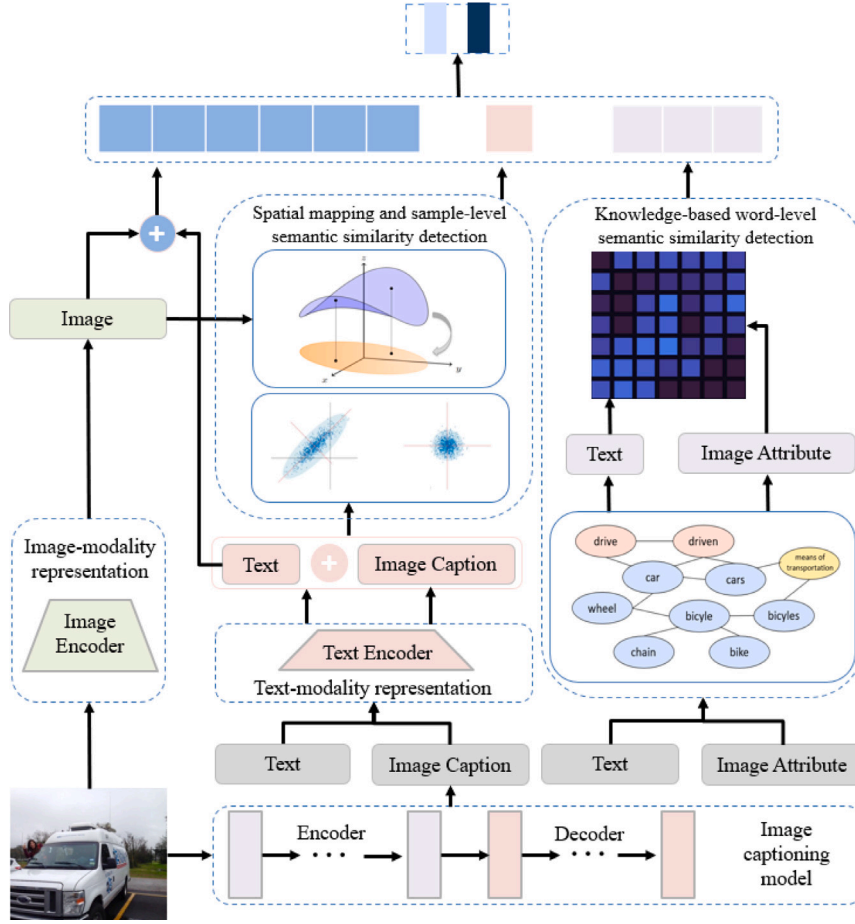 Spatial mapping and sample-level
semantic similarity detection
Knowledge-based word-level
semantic similarity detection
z
x
y
Image
Text
Image Attribute
Image-modality
representation
Image
Encoder
Text
Image Caption
drive
driven
means of
transportation
car
cars
wheel
bicyle
bicyles
chain
bike
Text Encoder
Text-modality representation
Text
Image Caption
Text
Image Attribute
Encoder
Decoder
Image
captioning
model